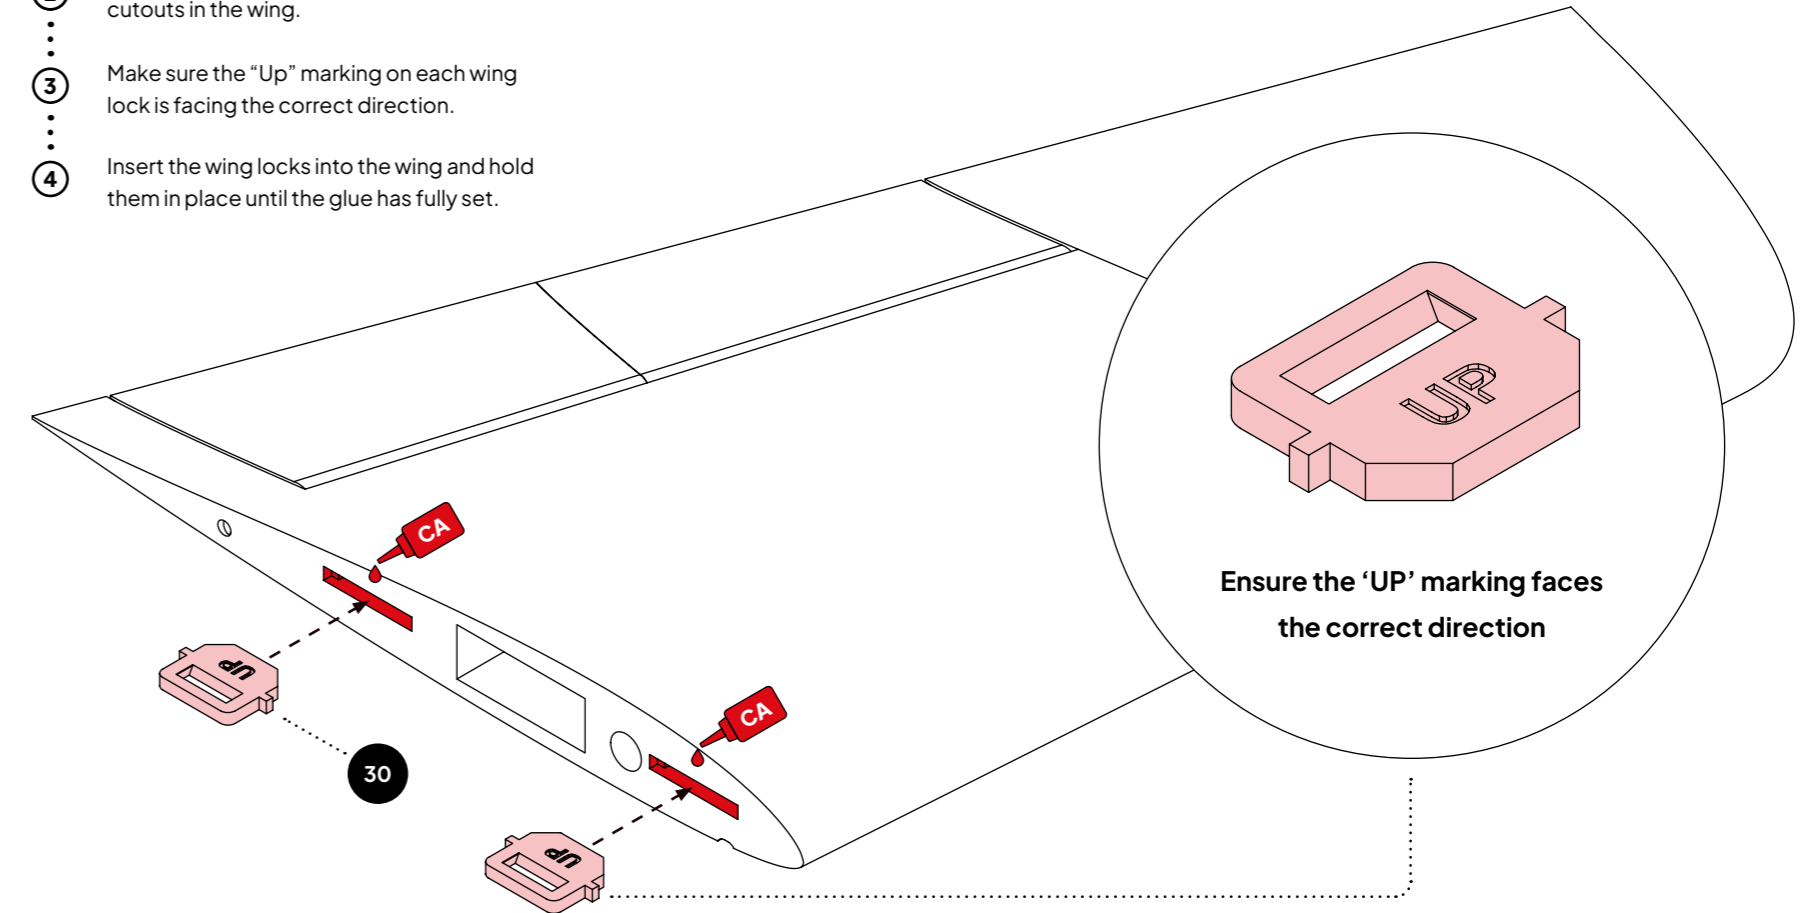 cutouts in the wing.
3
Make sure the “Up” marking on each wing
lock is facing the correct direction.
4
Insert the wing locks into the wing and hold
them in place until the glue has fully set.
UP
CA
UP
CA
30
UP
Ensure the ‘UP’ marking faces
the correct direction